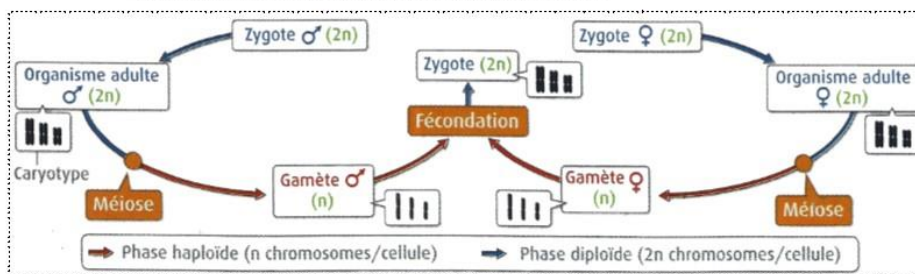 Zygote ♂ (2n)
Zygote ♀ (2n)
Organisme adulte
♂ (2n)
Zygote (2n)
Organisme adulte
♀ (2n)
Fécondation
Caryotype
Méiose
Gamète ♂
(n)
Gamète ♀
(n)
Méiose
Phase haploïde (n chromosomes/cellule)
Phase diploïde (2n chromosomes/cellule)